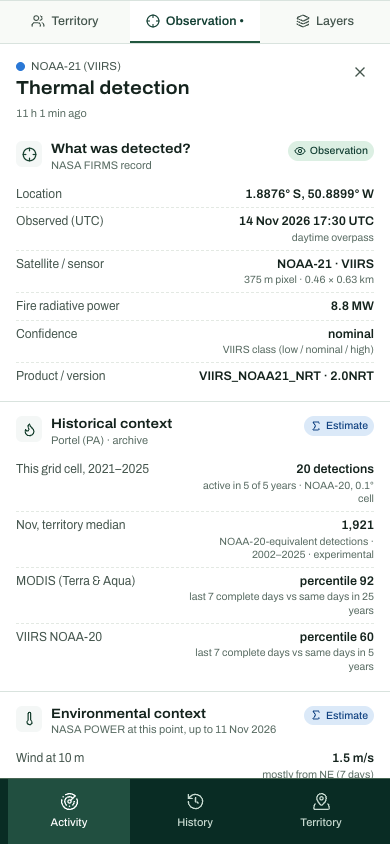 Territory
Observation •
Layers
NOAA-21 (VIIRS)
Thermal detection
11 h 1 min ago
What was detected?
Observation
NASA FIRMS record
Location
1.8876° S, 50.8899° W
Observed (UTC)
14 Nov 2026 17:30 UTC
daytime overpass
Satellite / sensor
NOAA-21 · VIIRS
375 m pixel · 0.46 × 0.63 km
Fire radiative power
8.8 MW
Confidence
nominal
VIIRS class (low / nominal / high)
Product / version
VIIRS_NOAA21_NRT · 2.0NRT
Historical context
Estimate
Portel (PA) · archive
This grid cell, 2021–2025
20 detections
active in 5 of 5 years · NOAA-20, 0.1°
cell
Nov, territory median
1,921
NOAA-20-equivalent detections ·
2002–2025 · experimental
MODIS (Terra & Aqua)
percentile 92
last 7 complete days vs same days in 25
years
VIIRS NOAA-20
percentile 60
last 7 complete days vs same days in 5
years
Environmental context
Estimate
NASA POWER at this point, up to 11 Nov 2026
Wind at 10 m
1.5 m/s
mostly from NE (7 days)
Activity
History
Territory